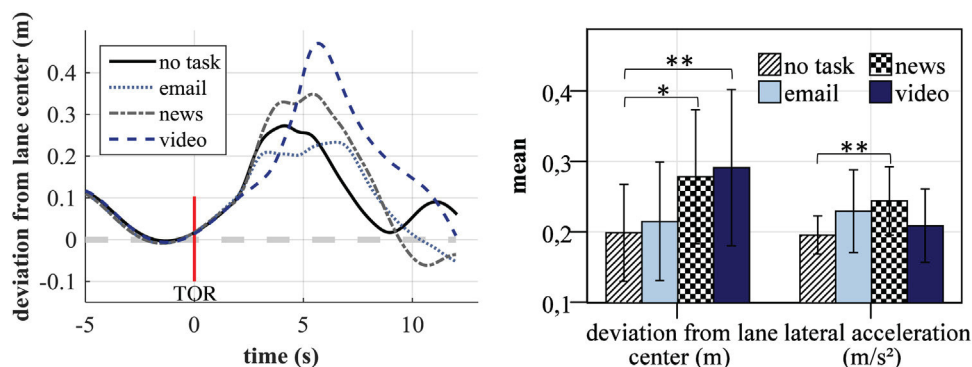 deviation from lane center (m)
0.4
0.3
0.2
0.1
0
-0.1
no task
email
news
video
TOR
-5
0
5
10
time (s)
mean
0,4
0,3
0,2
0,1
no task
news
email
video
**
*
**
deviation from lane
center (m)
lateral acceleration
(m/s²)